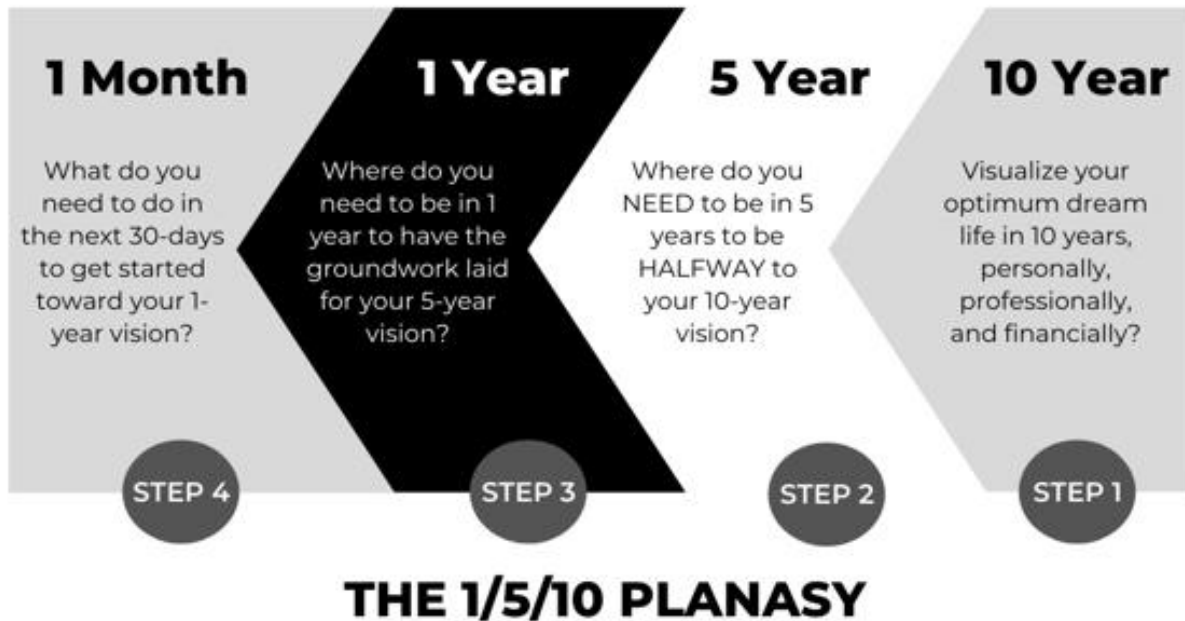 1 Month
What do you
need to do in
the next 30-days
to get started
toward your 1-
year vision?
STEP 4
1 Year
Where do you
need to be in 1
year to have the
groundwork laid
for your 5-year
vision?
STEP 3
5 Year
Where do you
NEED to be in 5
years to be
HALFWAY to
your 10-year
vision?
STEP 2
10 Year
Visualize your
optimum dream
life in 10 years,
personally,
professionally,
and financially?
STEP 1
THE 1/5/10 PLANASY